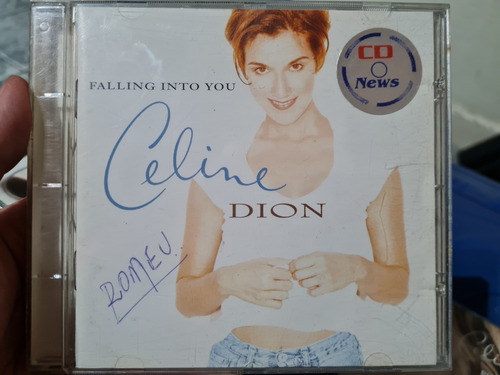 FALLING INTO YOU
CD
News
Celine
DION
ROMEU.